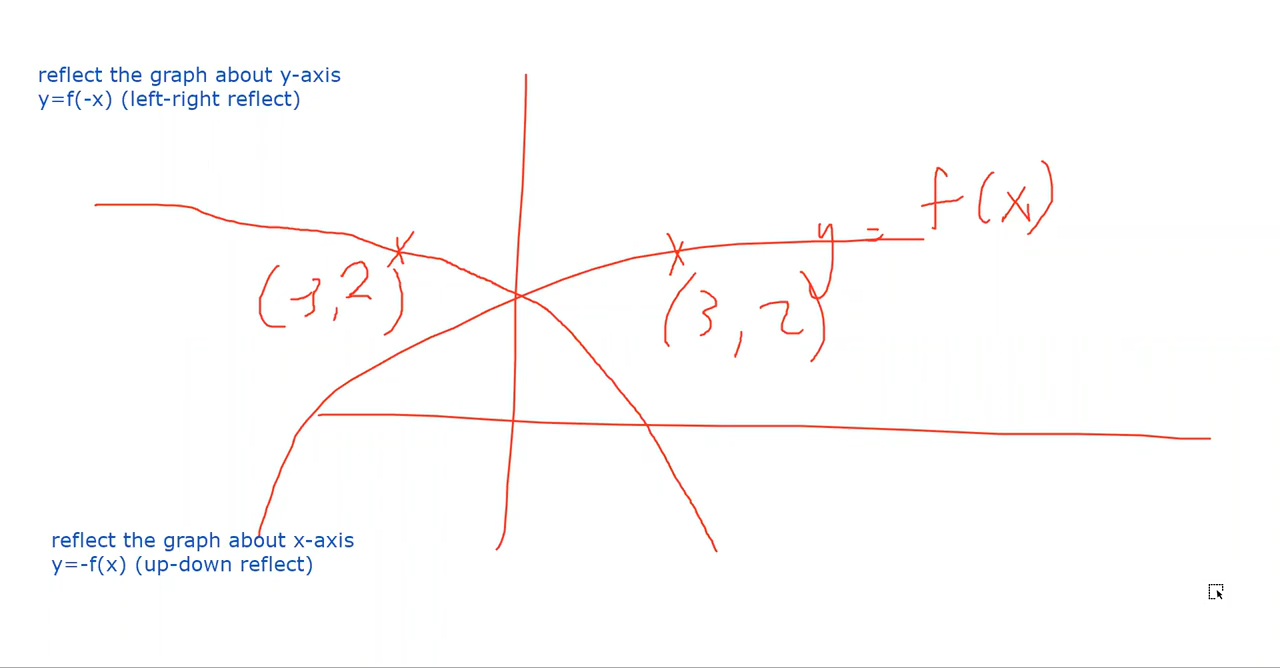 reflect the graph about y-axis
y=f(-x) (left-right reflect)
y = f(x)
(-3,2)
(3,2)
reflect the graph about x-axis
y=-f(x) (up-down reflect)